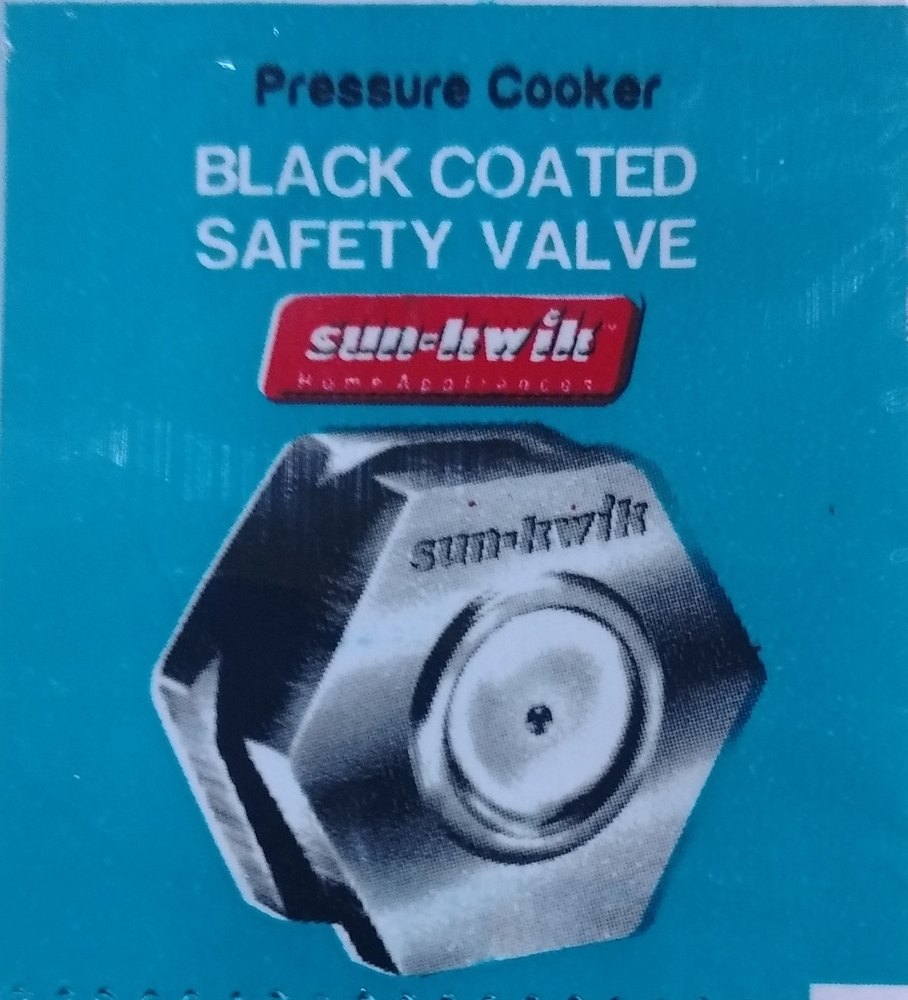 Pressure Cooker
BLACK COATED
SAFETY VALVE
sun-kwik
Home Appliances
sun-kwik